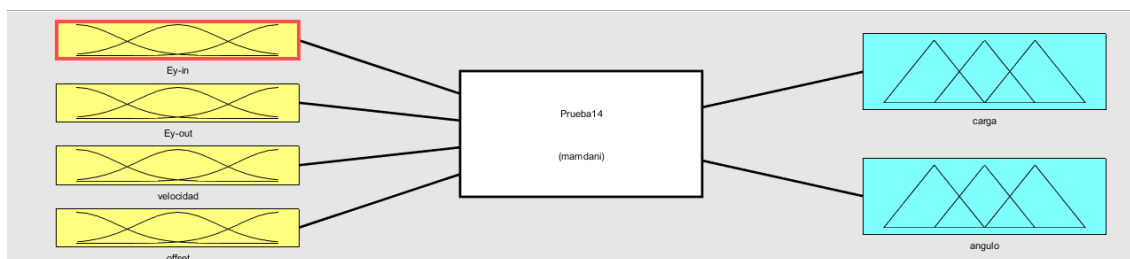 Ey-in
Ey-out
velocidad
offset
Prueba14
(mamdani)
carga
angulo